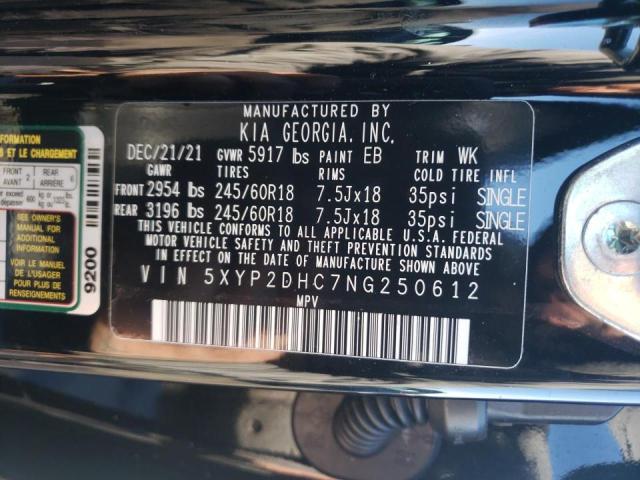 MANUFACTURED BY
KIA GEORGIA, INC.
DEC/21/21 GVWR 5917 lbs PAINT EB TRIM WK
GAWR TIRES RIMS COLD TIRE INFL
FRONT 2954 lbs 245/60R18 7.5Jx18 35psi SINGLE
REAR 3196 lbs 245/60R18 7.5Jx18 35psi SINGLE
THIS VEHICLE CONFORMS TO ALL APPLICABLE U.S.A. FEDERAL
MOTOR VEHICLE SAFETY AND THEFT PREVENTION STANDARDS
IN EFFECT ON THE DATE OF MANUFACTURE SHOWN ABOVE.
VIN 5XYP2DHC7NG250612
MPV
INFORMATION
ET LE CHARGEMENT
FRONT
AVANT 2 REAR
ARRIÈRE 6
SEE OWNER'S
MANUAL FOR
ADDITIONAL
INFORMATION
VOIR LE MANUEL
DE L'USAGER
POUR PLUS DE
RENSEIGNEMENTS
9200